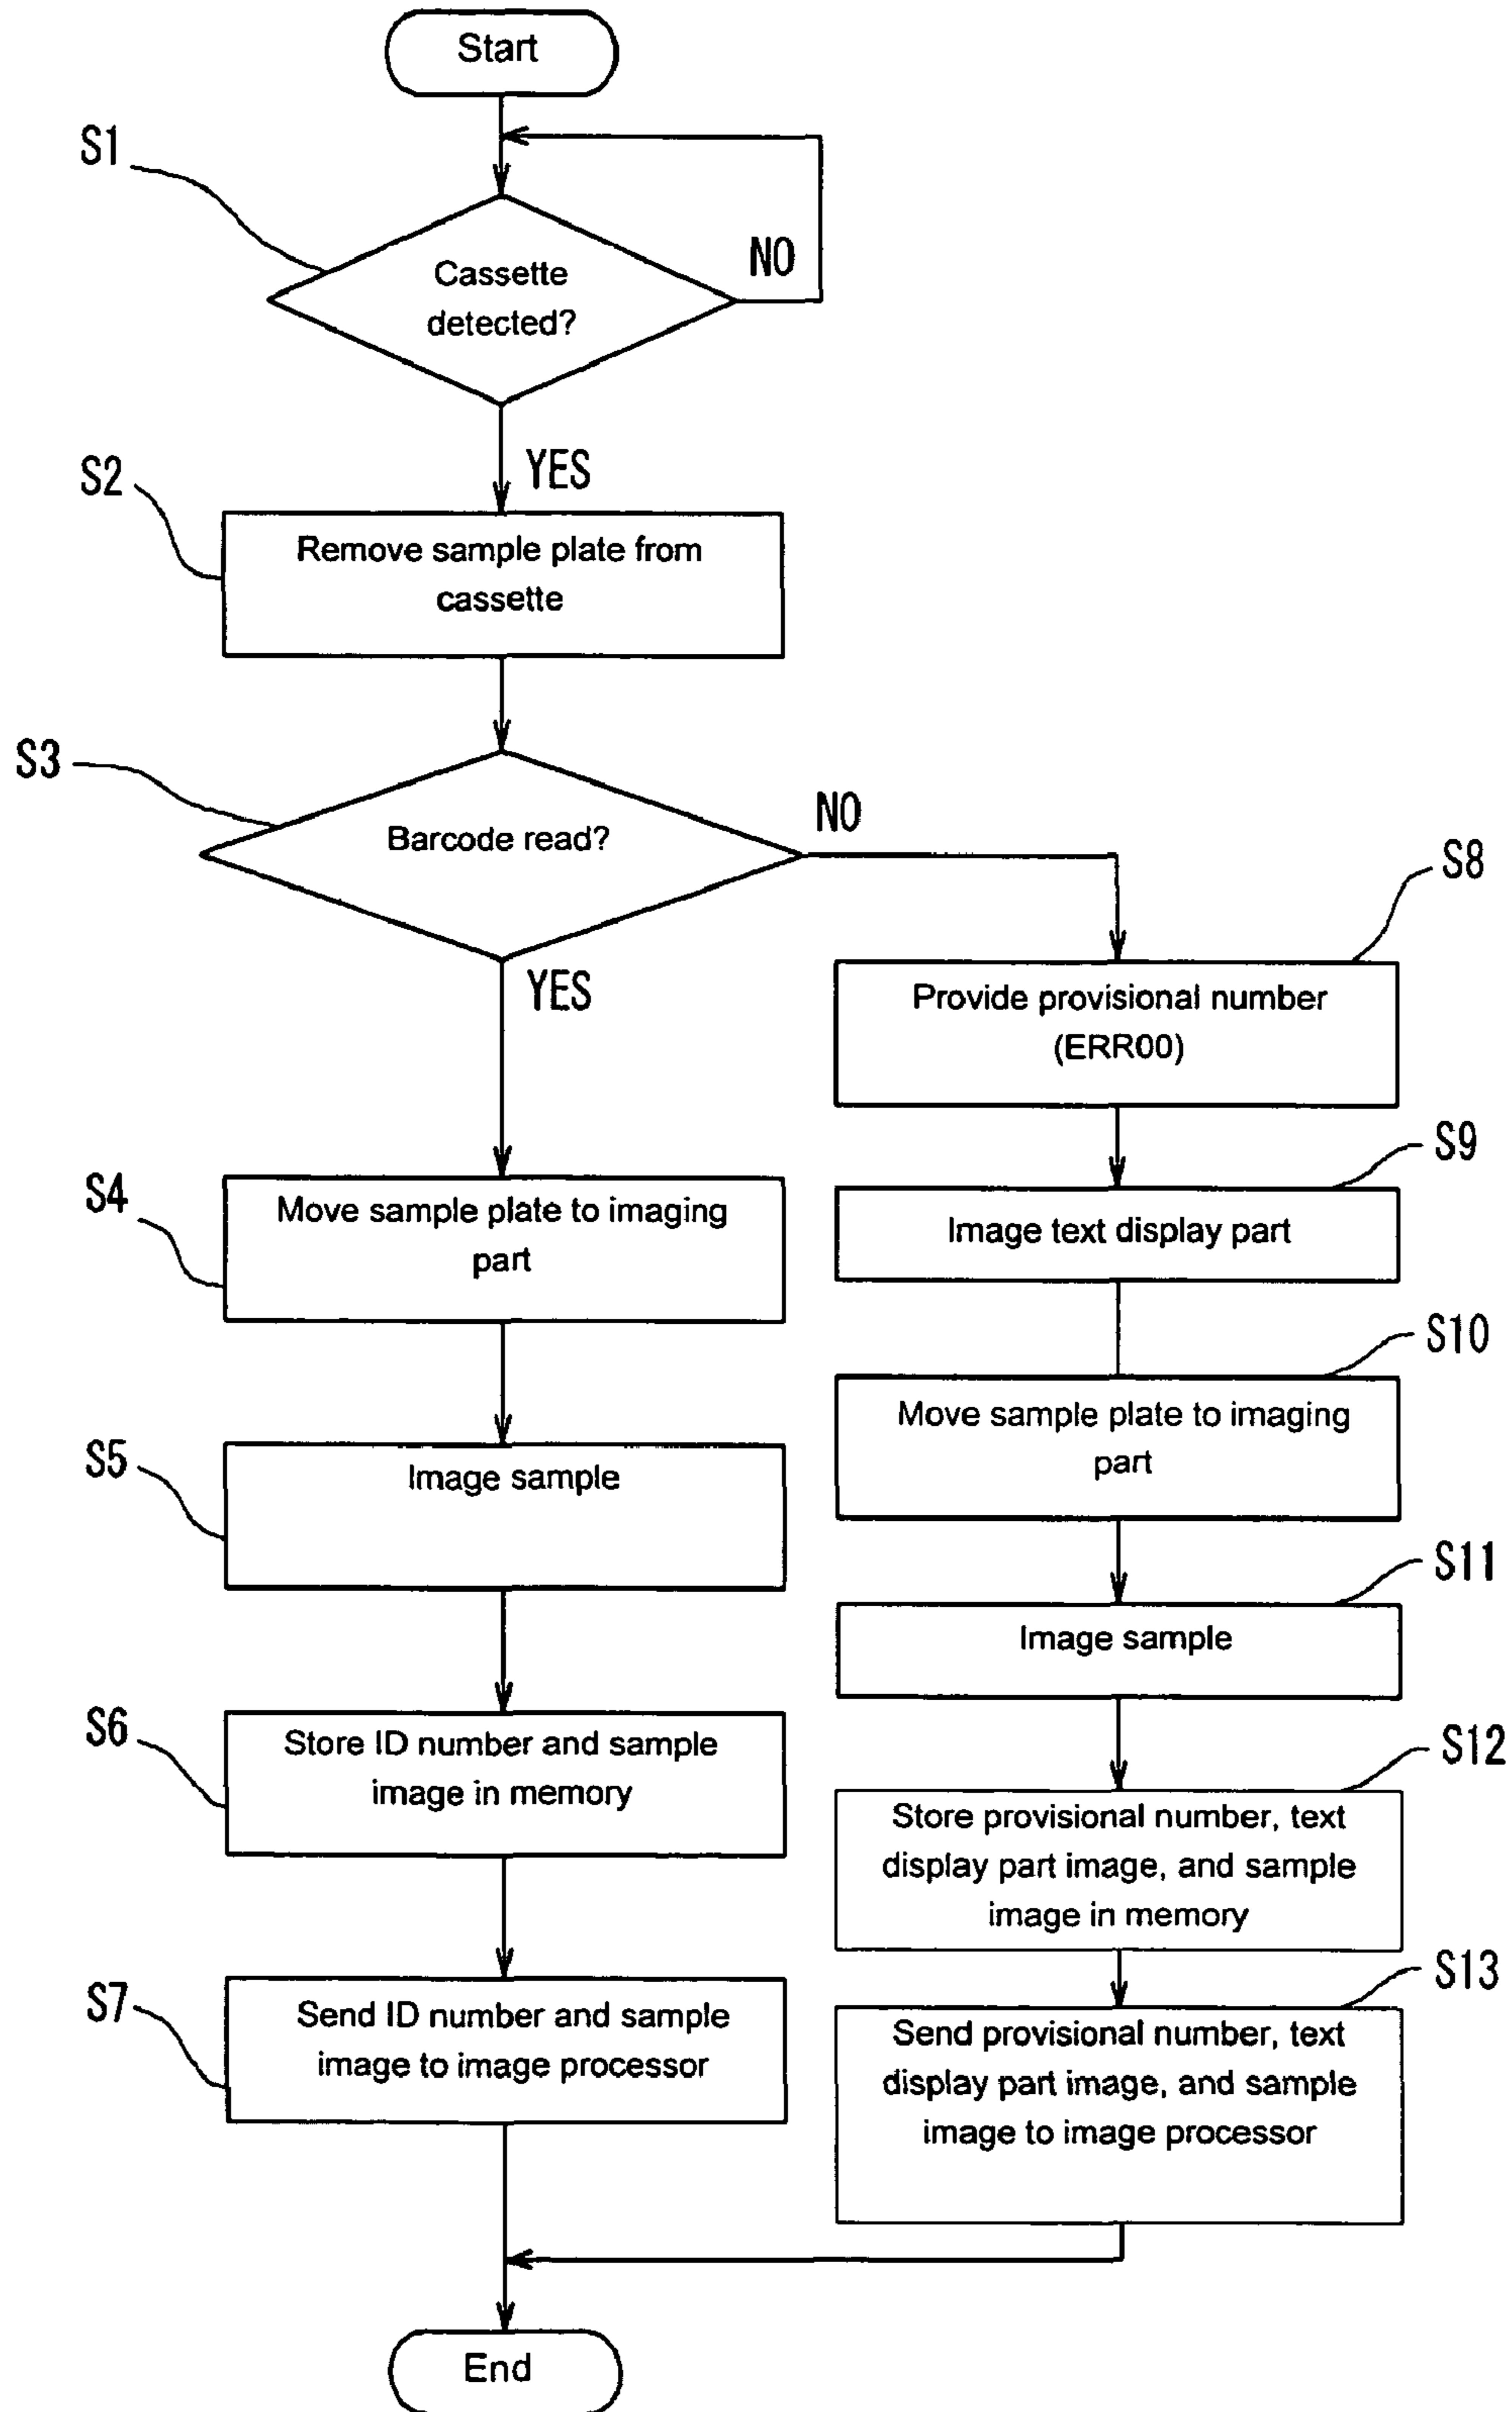 Start
S1
Cassette
detected?
NO
YES
S2
Remove sample plate from
cassette
S3
Barcode read?
NO
YES
S8
Provide provisional number
(ERR00)
S9
Image text display part
S4
Move sample plate to imaging
part
S10
Move sample plate to imaging
part
S5
Image sample
S11
Image sample
S6
Store ID number and sample
image in memory
S12
Store provisional number, text
display part image, and sample
image in memory
S7
Send ID number and sample
image to image processor
S13
Send provisional number, text
display part image, and sample
image to image processor
End